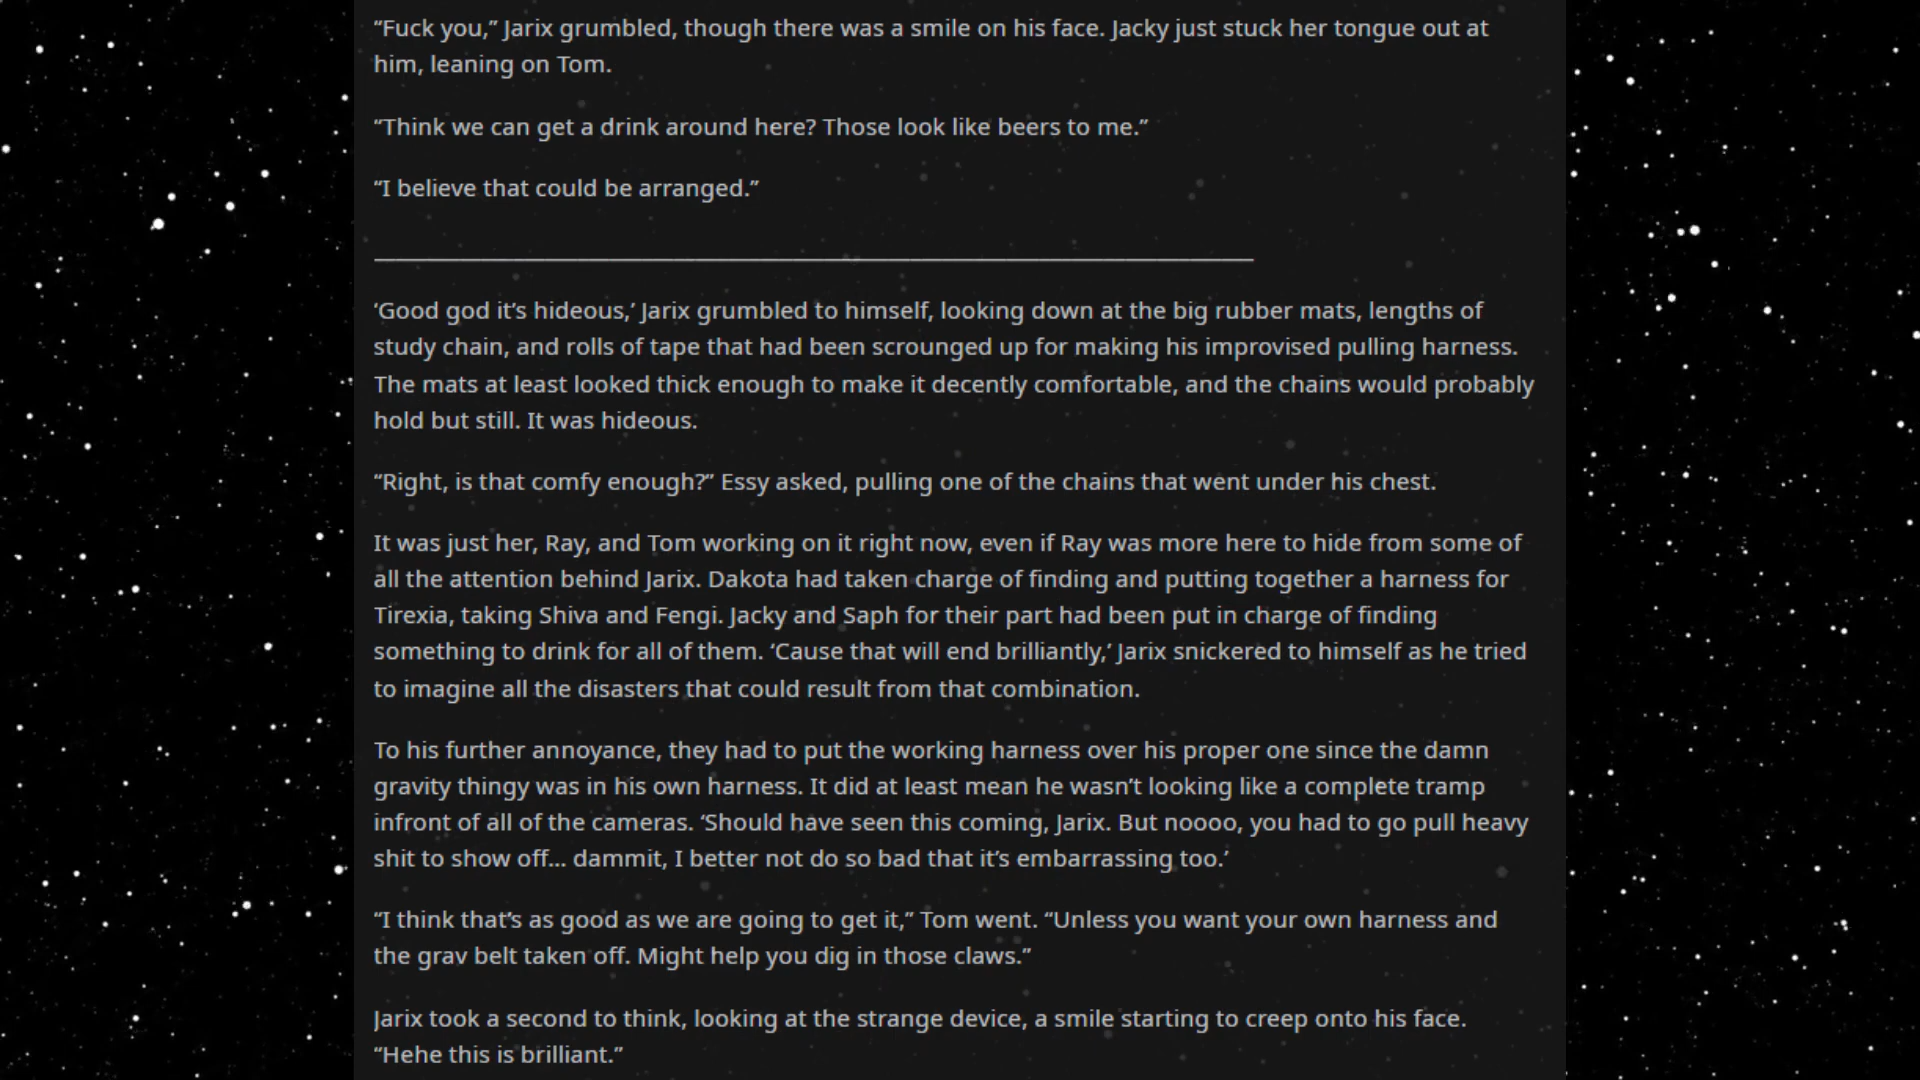 “Fuck you,” Jarix grumbled, though there was a smile on his face. Jacky just stuck her tongue out at
him, leaning on Tom.
“Think we can get a drink around here? Those look like beers to me.”
“I believe that could be arranged.”
‘Good god it’s hideous,’ Jarix grumbled to himself, looking down at the big rubber mats, lengths of
study chain, and rolls of tape that had been scrounged up for making his improvised pulling harness.
The mats at least looked thick enough to make it decently comfortable, and the chains would probably
hold but still. It was hideous.
“Right, is that comfy enough?” Essy asked, pulling one of the chains that went under his chest.
It was just her, Ray, and Tom working on it right now, even if Ray was more here to hide from some of
all the attention behind Jarix. Dakota had taken charge of finding and putting together a harness for
Tirexia, taking Shiva and Fengi. Jacky and Saph for their part had been put in charge of finding
something to drink for all of them. ‘Cause that will end brilliantly,’ Jarix snickered to himself as he tried
to imagine all the disasters that could result from that combination.
To his further annoyance, they had to put the working harness over his proper one since the damn
gravity thingy was in his own harness. It did at least mean he wasn’t looking like a complete tramp
infront of all of the cameras. ‘Should have seen this coming, Jarix. But noooo, you had to go pull heavy
shit to show off... dammit, I better not do so bad that it’s embarrassing too.’
“I think that’s as good as we are going to get it,” Tom went. “Unless you want your own harness and
the grav belt taken off. Might help you dig in those claws.”
Jarix took a second to think, looking at the strange device, a smile starting to creep onto his face.
“Hehe this is brilliant.”